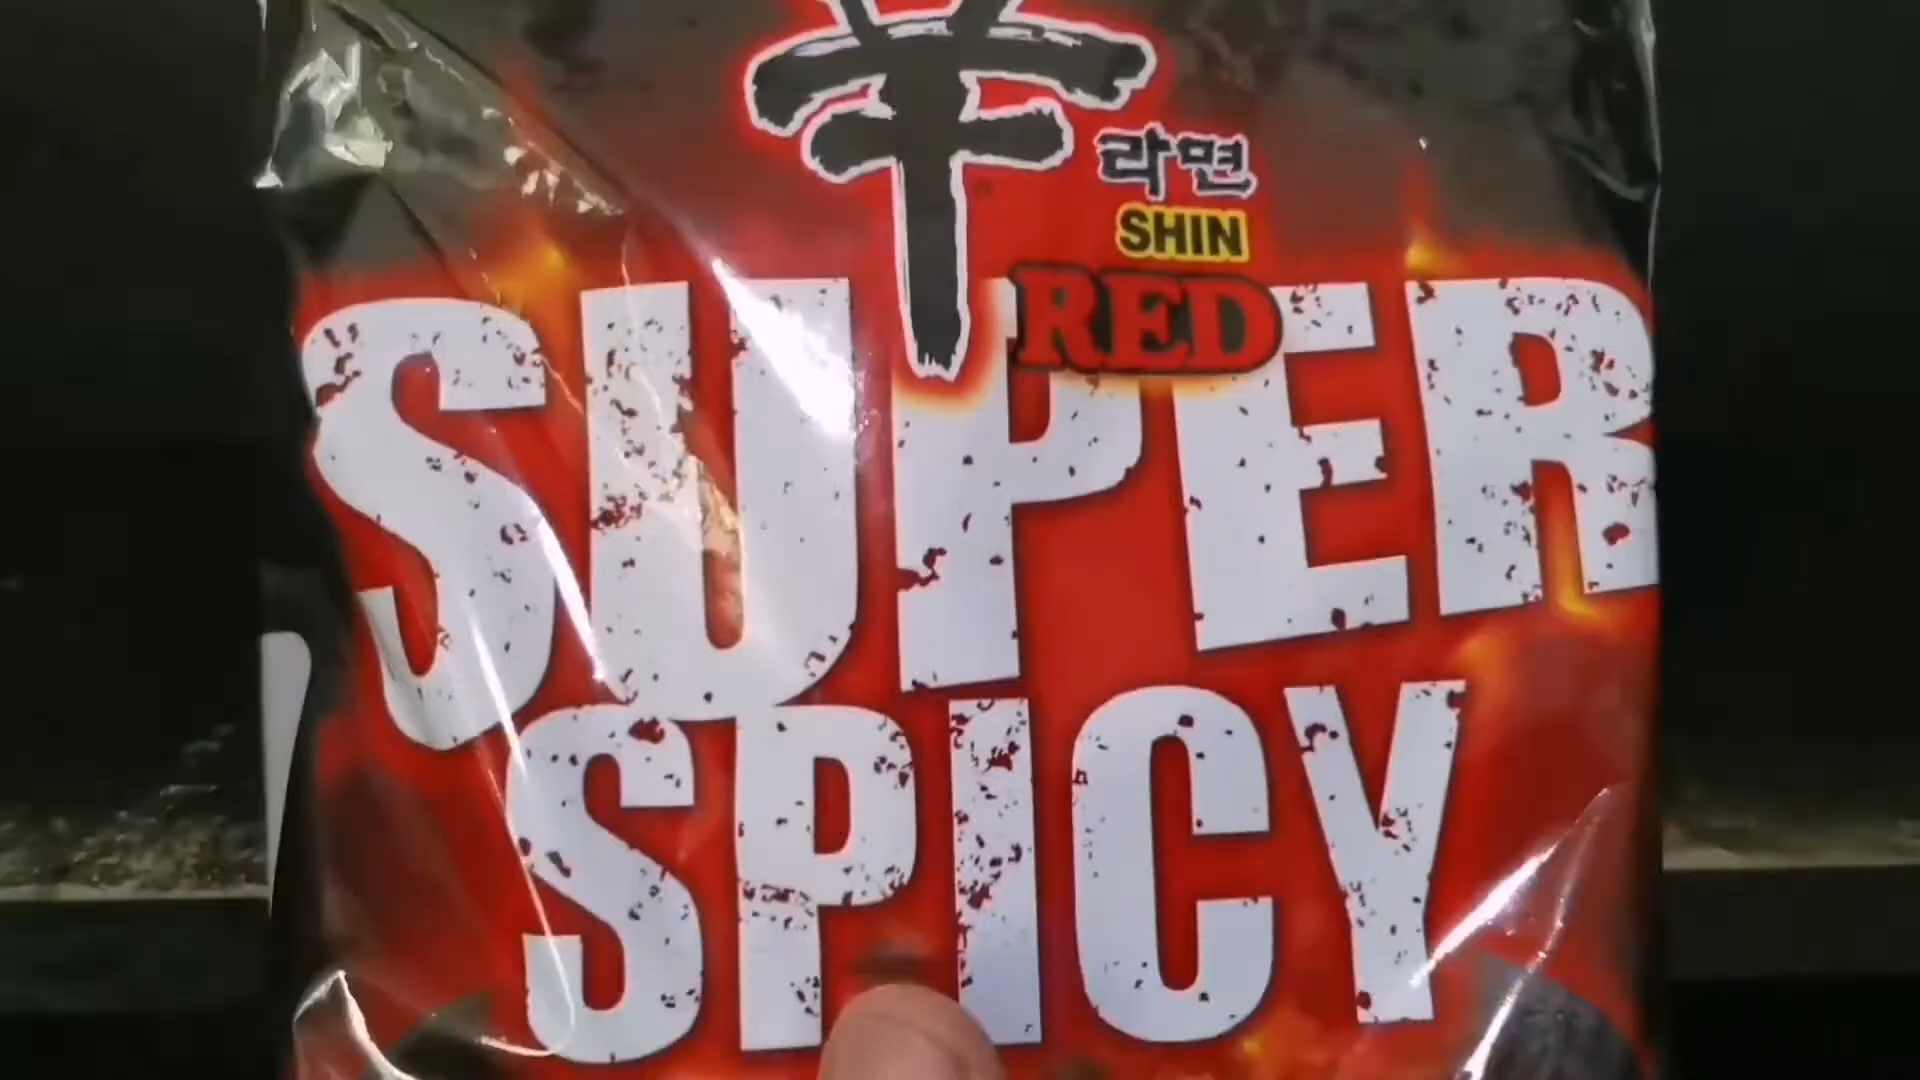 辛
라면
SHIN
RED
SUPER
SPICY